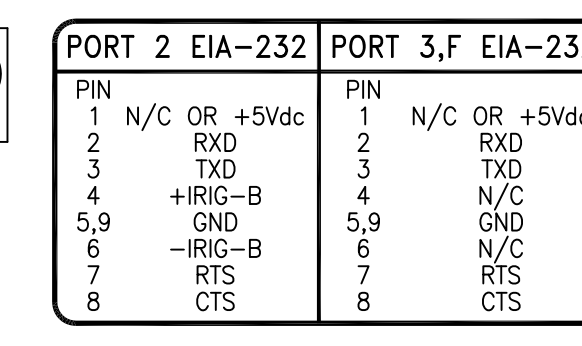 PORT 2 EIA-232 PORT 3,F EIA-23
PIN PIN
1 N/C OR +5Vdc 1 N/C OR +5Vdc
2 RXD 2 RXD
3 TXD 3 TXD
4 +IRIG-B 4 N/C
5,9 GND 5,9 GND
6 -IRIG-B 6 N/C
7 RTS 7 RTS
8 CTS 8 CTS